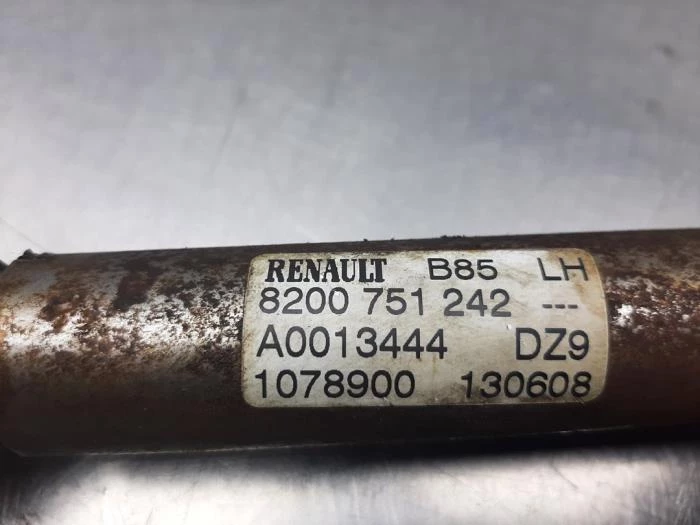 RENAULT B85 LH
8200 751 242 ---
A0013444 DZ9
1078900 130608